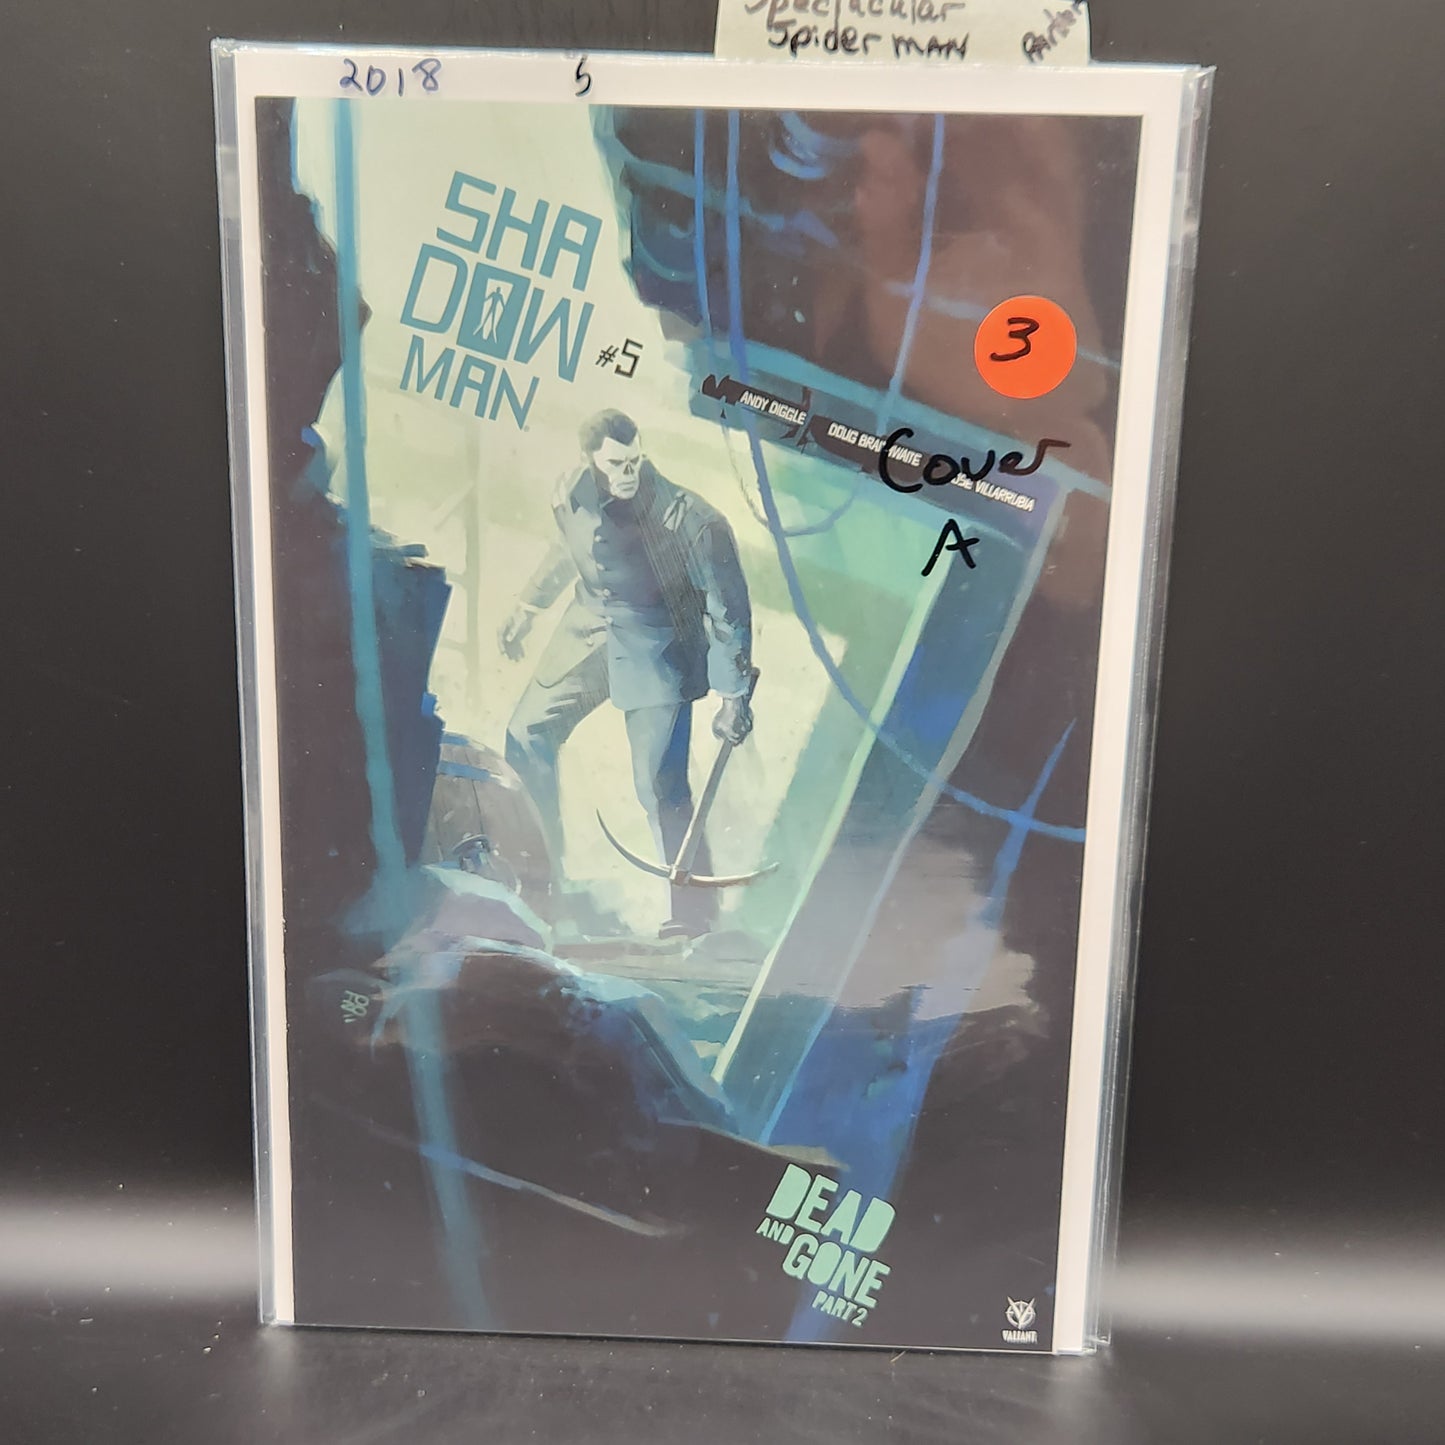 Spectacular
Spider MAN
2018
5
SHA
DOW
MAN
#5
3
ANDY DIGGLE
DOUG BRAITHWAITE
JOSE VILLARRUBIA
Cover
A
DEAD
AND
GONE
PART 2
VALIANT